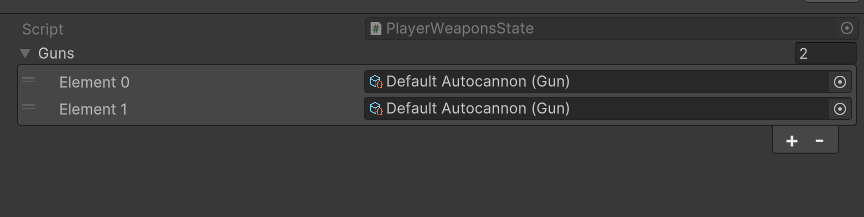 Script PlayerWeaponsState
Guns 2
Element 0 Default Autocannon (Gun)
Element 1 Default Autocannon (Gun)
+ -